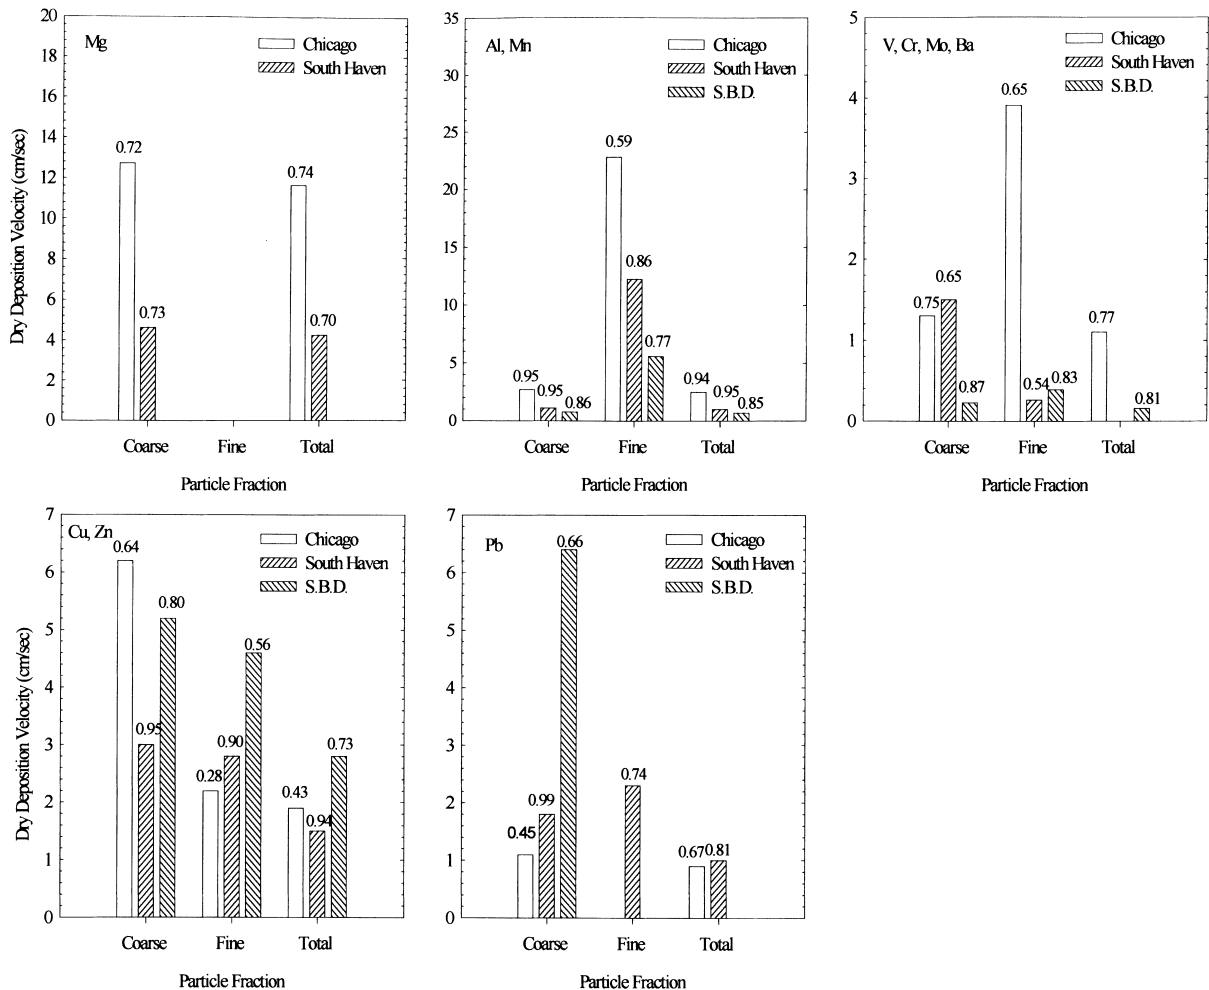 Mg
Chicago
South Haven
20
18
16
14
12
10
8
6
4
2
0
Dry Deposition Velocity (cm/sec)
0.72
0.73
0.74
0.70
Coarse Fine Total
Particle Fraction
Al, Mn
Chicago
South Haven
S.B.D.
35
30
25
20
15
10
5
0
0.95 0.95 0.86
0.59 0.86 0.77
0.94 0.95 0.85
Coarse Fine Total
Particle Fraction
V, Cr, Mo, Ba
Chicago
South Haven
S.B.D.
5
4
3
2
1
0
0.75 0.65 0.87
0.65 0.54 0.83
0.77 0.81
Coarse Fine Total
Particle Fraction
Cu, Zn
Chicago
South Haven
S.B.D.
7
6
5
4
3
2
1
0
Dry Deposition Velocity (cm/sec)
0.64 0.95 0.80
0.28 0.90 0.56
0.43 0.94 0.73
Coarse Fine Total
Particle Fraction
Pb
Chicago
South Haven
S.B.D.
7
6
5
4
3
2
1
0
0.45 0.99 0.66
0.74
0.67 0.81
Coarse Fine Total
Particle Fraction